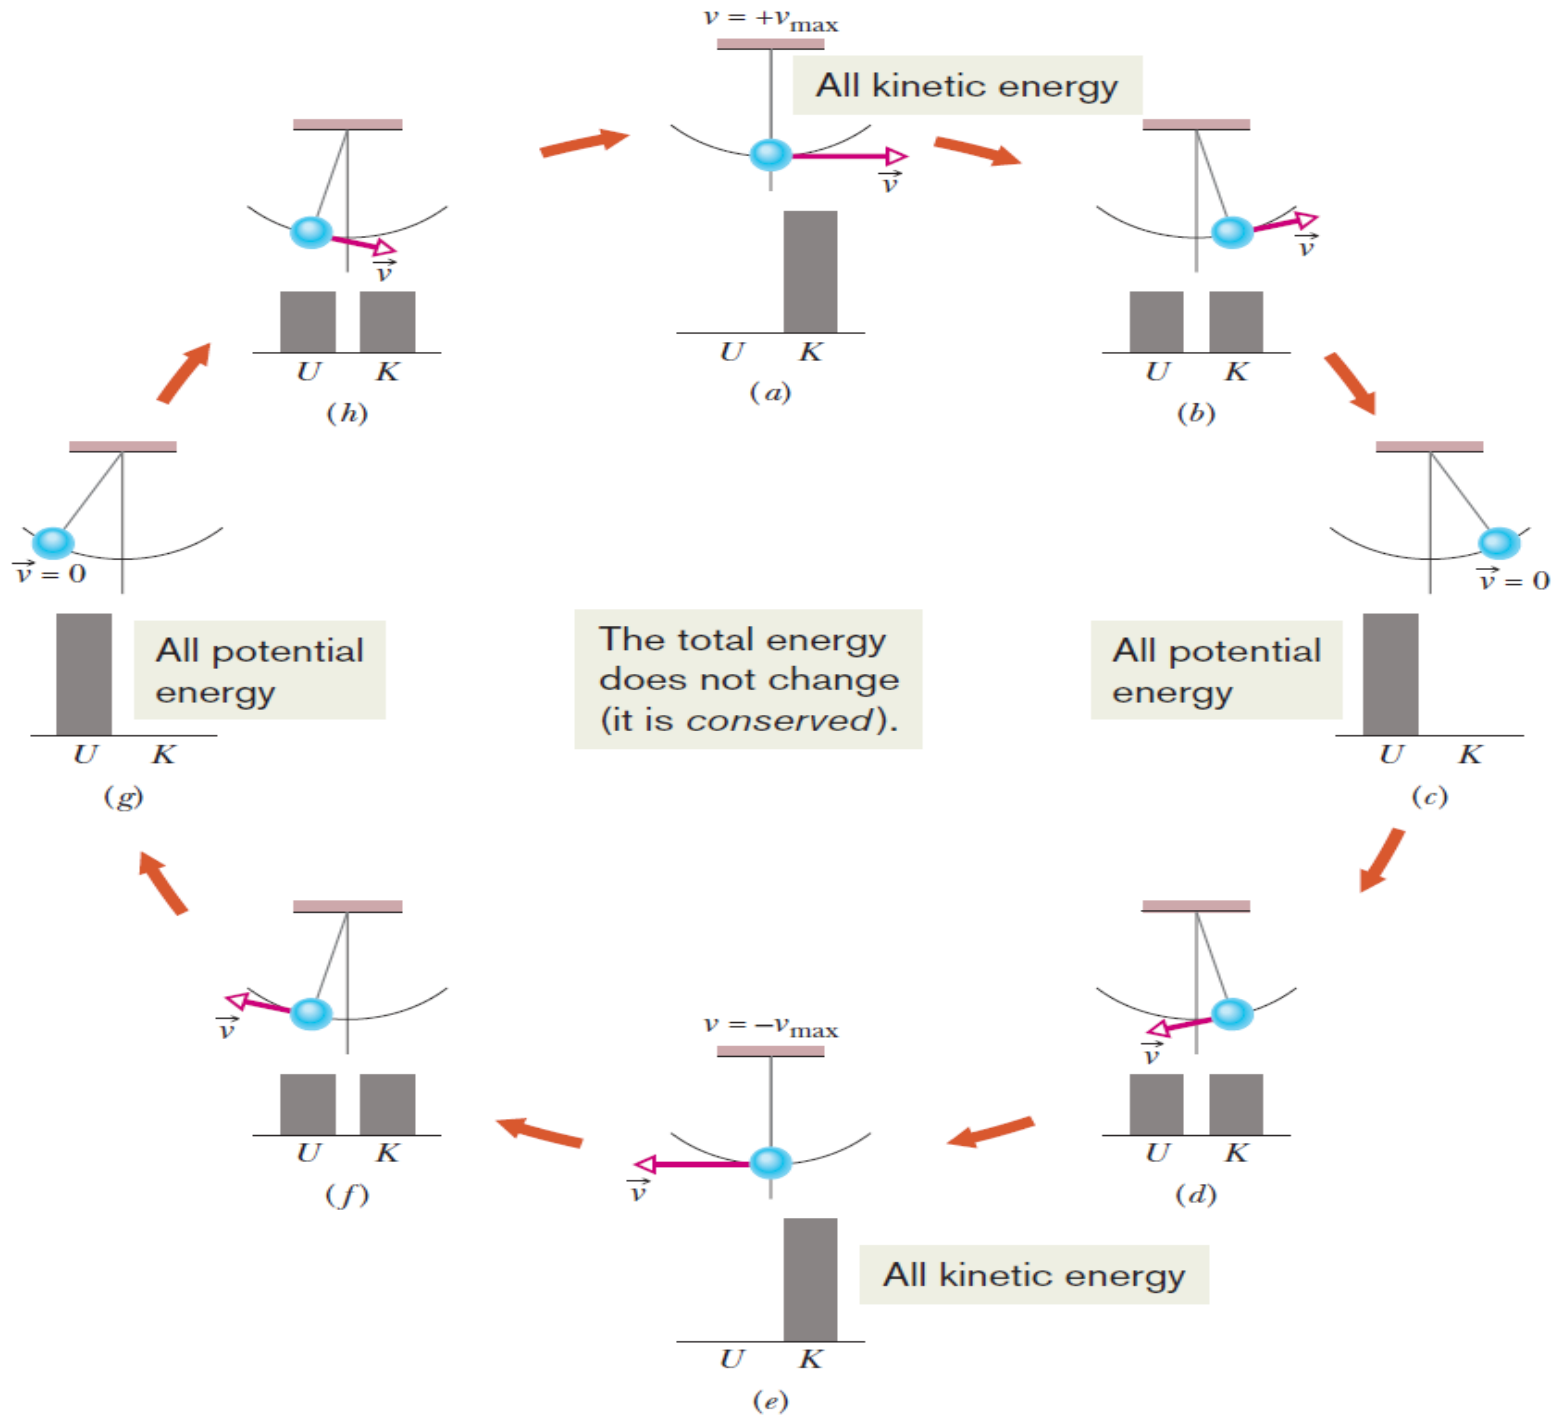 v = +vmax
All kinetic energy
v⃗
v⃗
v⃗
U K
(a)
U K
(h)
U K
(b)
v⃗ = 0
v⃗ = 0
All potential
energy
The total energy
does not change
(it is conserved).
All potential
energy
U K
(g)
U K
(c)
v⃗
v = −vmax
v⃗
U K
(f)
v⃗
U K
(d)
All kinetic energy
U K
(e)